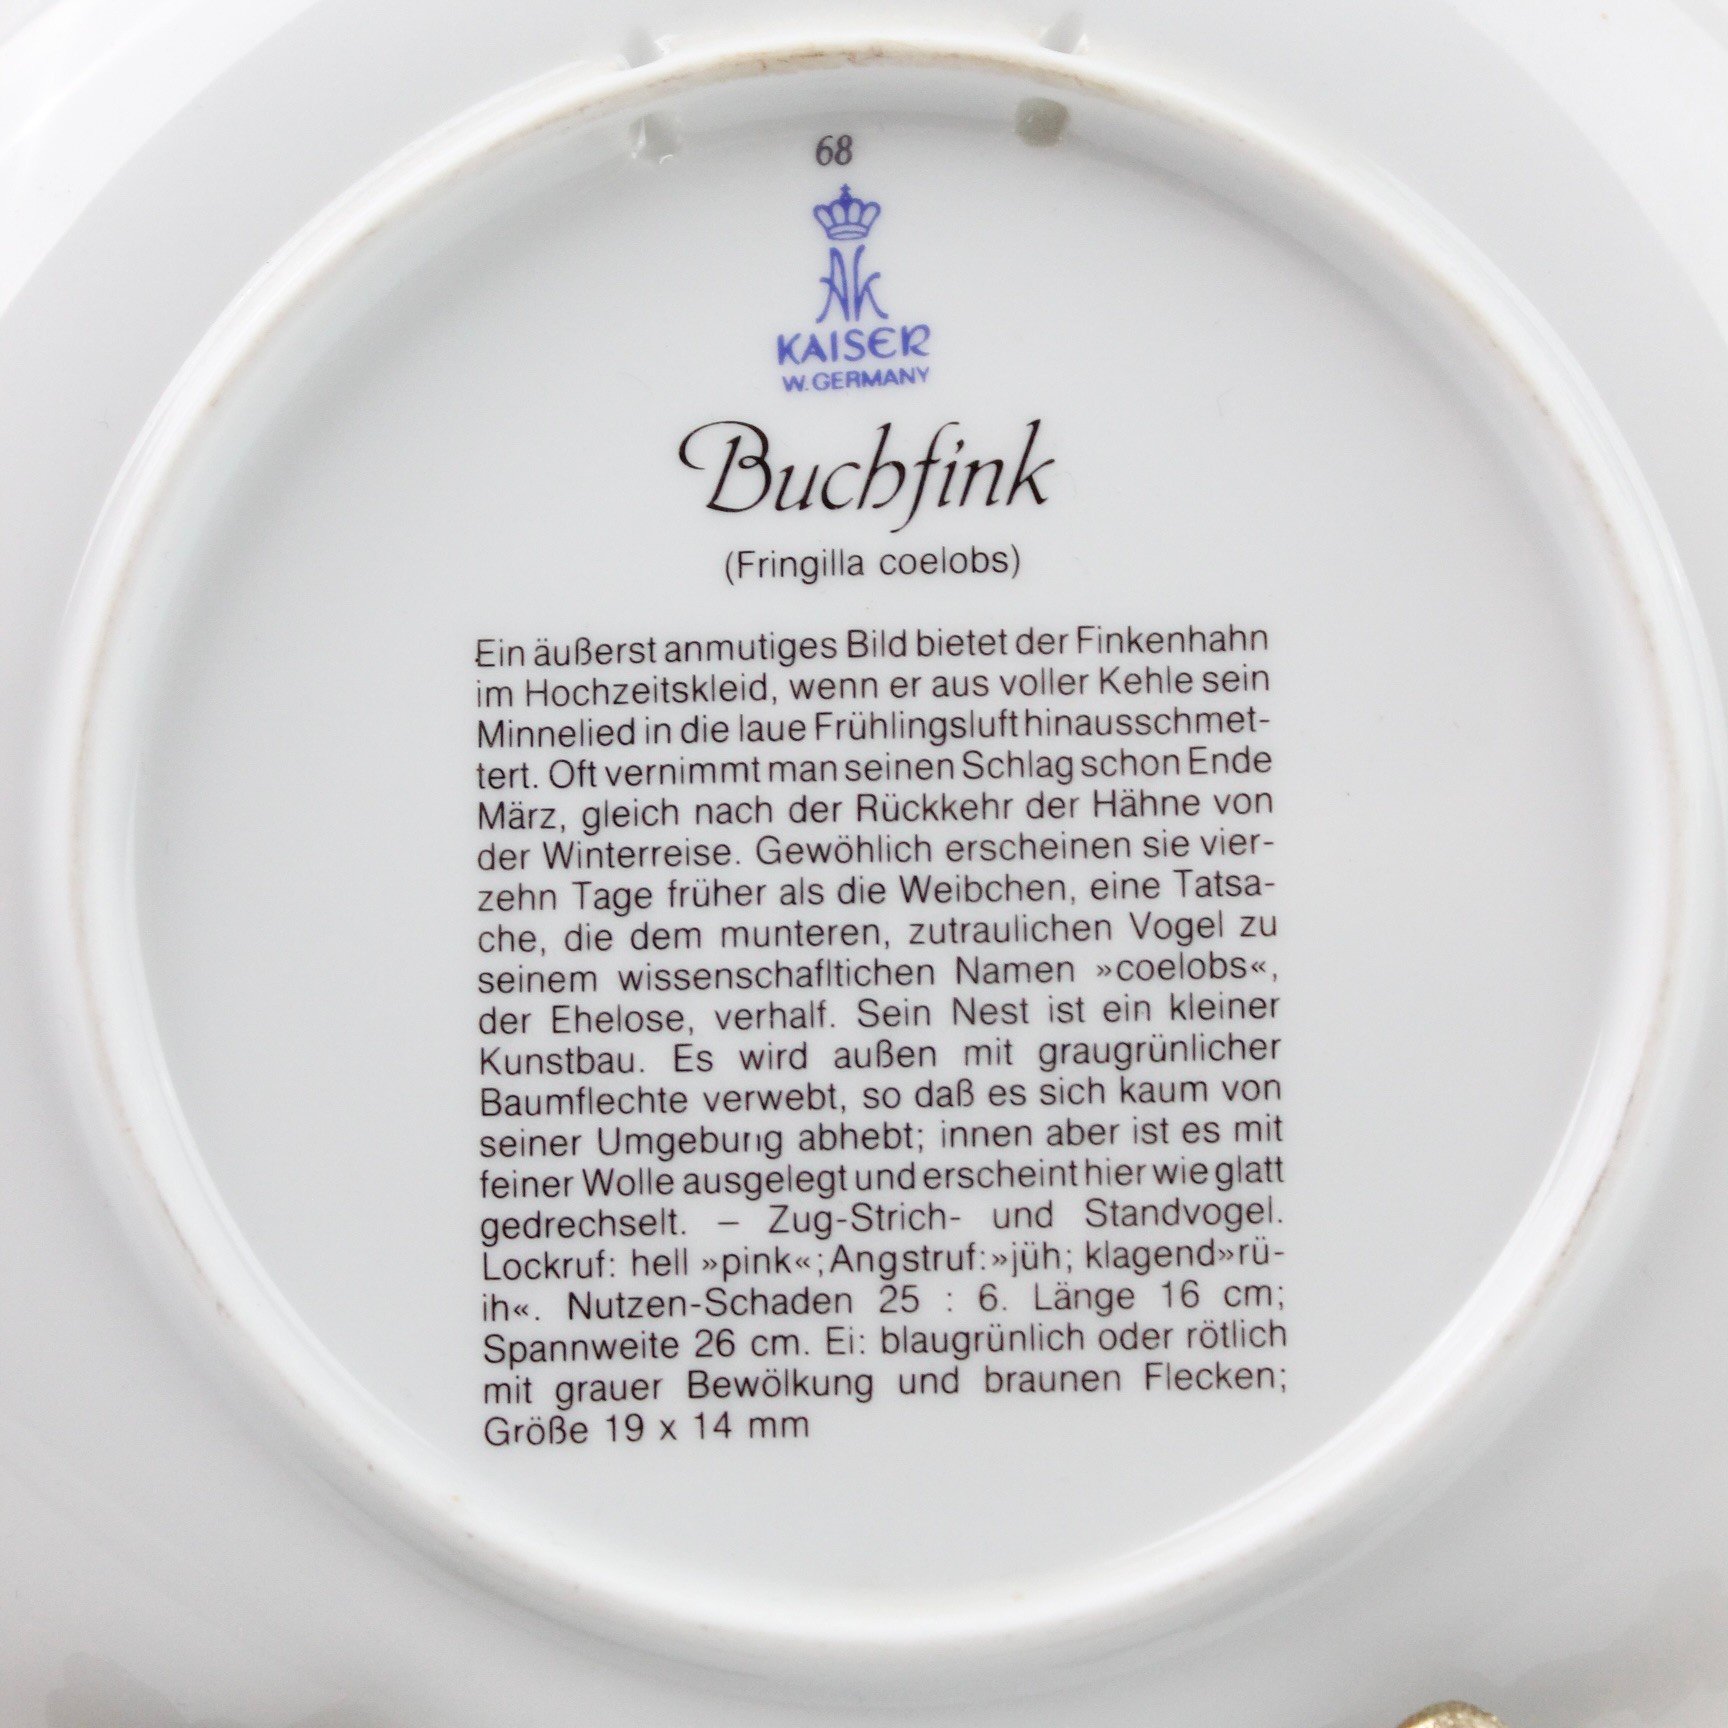 68
AK
KAISER
W. GERMANY
Buchfink
(Fringilla coelobs)
Ein äußerst anmutiges Bild bietet der Finkenhahn
im Hochzeitskleid, wenn er aus voller Kehle sein
Minnelied in die laue Frühlingsluft hinausschmet-
tert. Oft vernimmt man seinen Schlag schon Ende
März, gleich nach der Rückkehr der Hähne von
der Winterreise. Gewöhlich erscheinen sie vier-
zehn Tage früher als die Weibchen, eine Tatsa-
che, die dem munteren, zutraulichen Vogel zu
seinem wissenschafltichen Namen »coelobs«,
der Ehelose, verhalf. Sein Nest ist ein kleiner
Kunstbau. Es wird außen mit graugrünlicher
Baumflechte verwebt, so daß es sich kaum von
seiner Umgebung abhebt; innen aber ist es mit
feiner Wolle ausgelegt und erscheint hier wie glatt
gedrechselt. – Zug-Strich- und Standvogel.
Lockruf: hell »pink«; Angstruf: »jüh; klagend »rü-
ih«. Nutzen-Schaden 25 : 6. Länge 16 cm;
Spannweite 26 cm. Ei: blaugrünlich oder rötlich
mit grauer Bewölkung und braunen Flecken;
Größe 19 x 14 mm